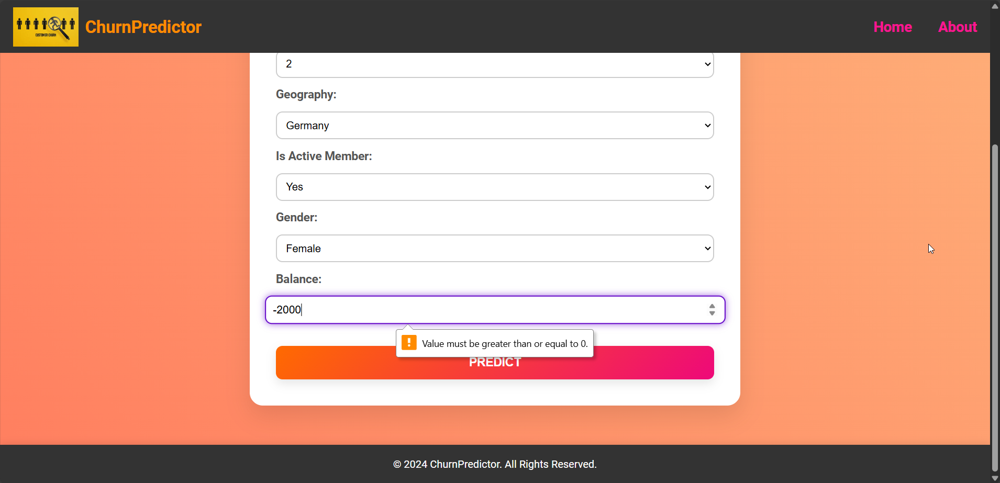 CUSTOMER CHURN
ChurnPredictor
Home
About
2
Geography:
Germany
Is Active Member:
Yes
Gender:
Female
Balance:
-2000
Value must be greater than or equal to 0.
PREDICT
© 2024 ChurnPredictor. All Rights Reserved.